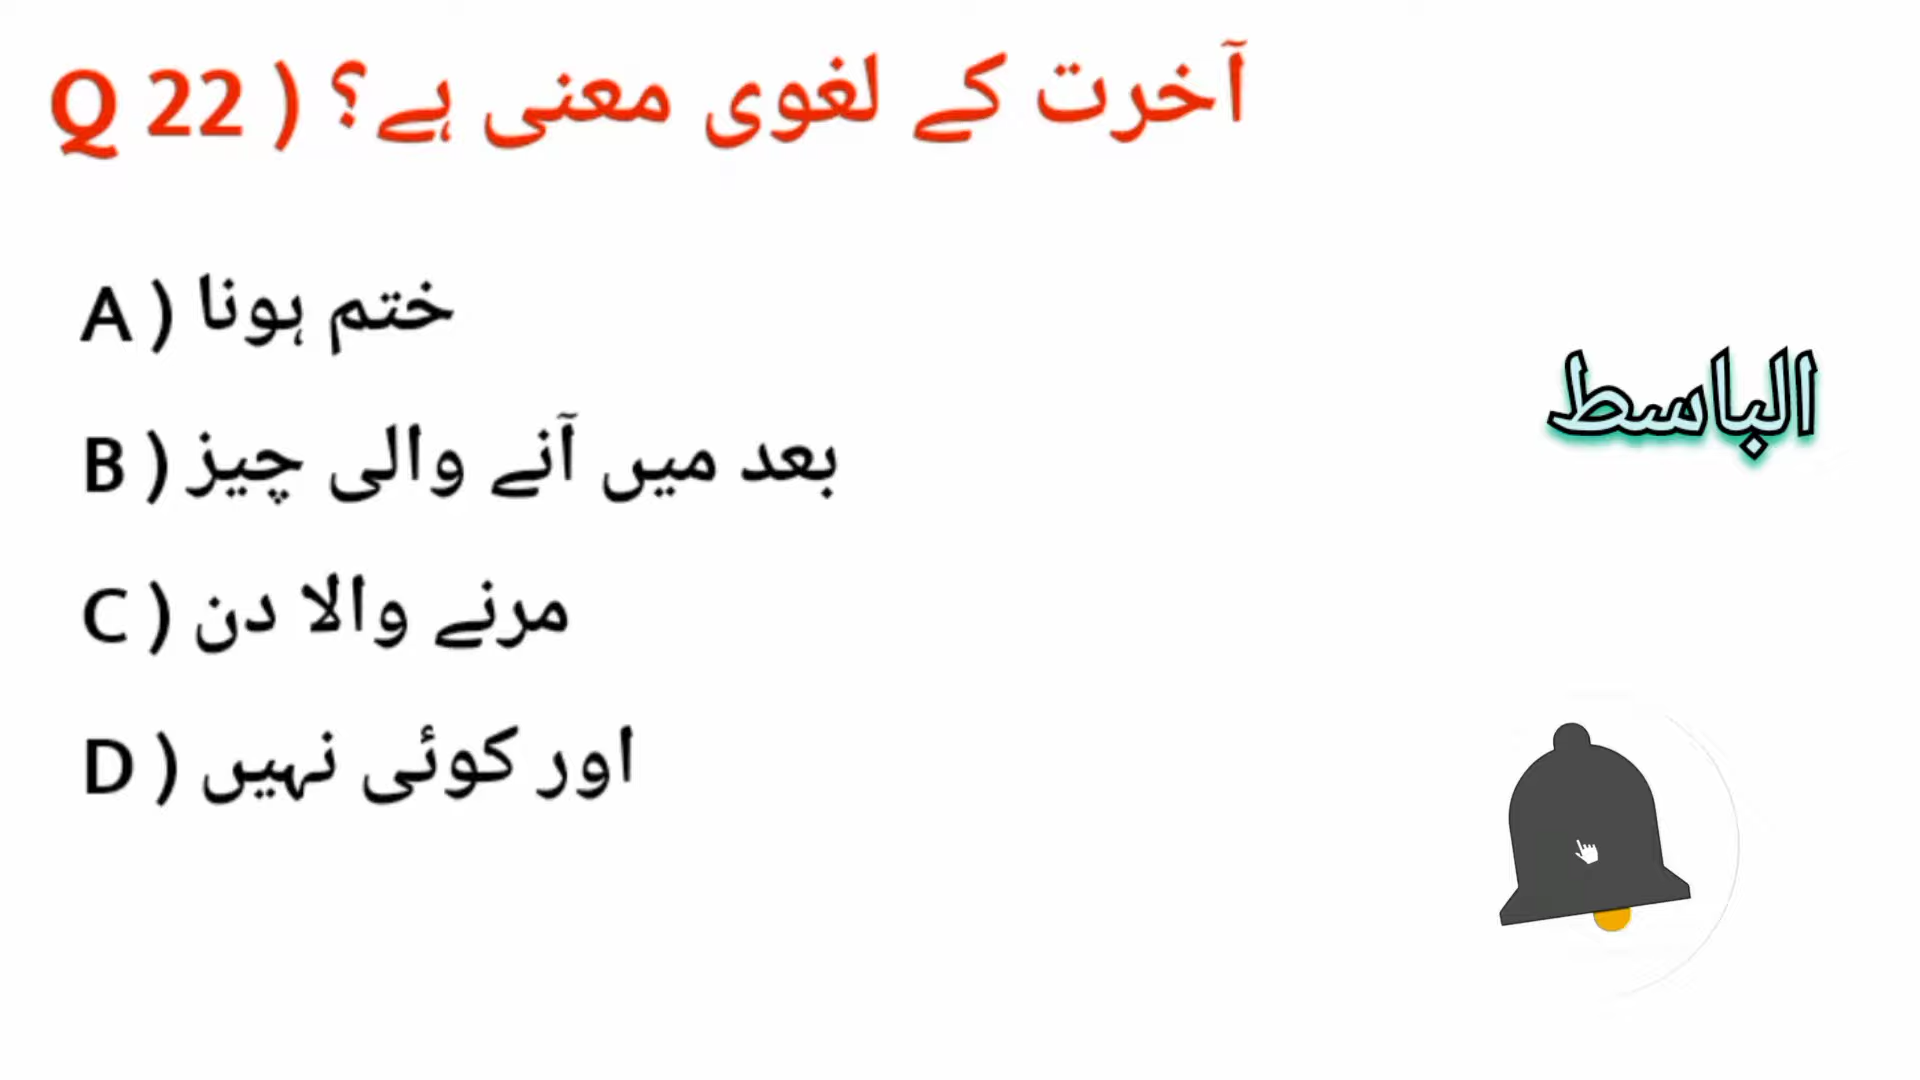 Q 22 ) آخرت کے لغوی معنی ہے؟
A ) ختم ہونا
B ) بعد میں آنے والی چیز
C ) مرنے والا دن
D ) اور کوئی نہیں
الباسط